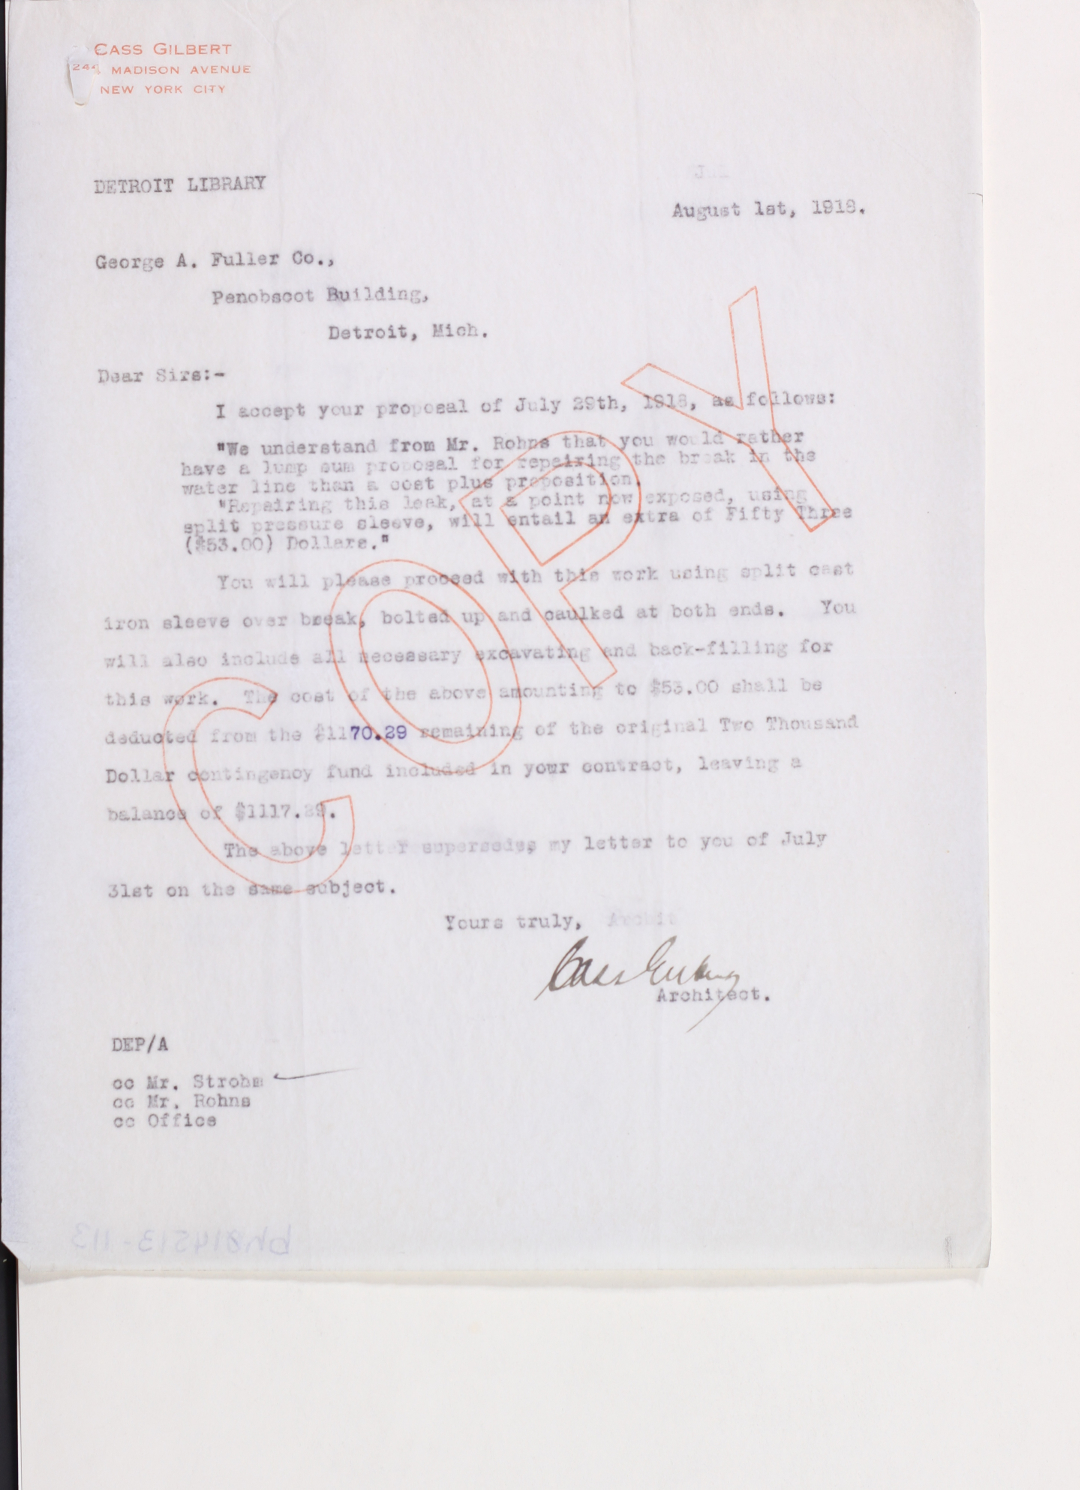 CASS GILBERT
244 MADISON AVENUE
NEW YORK CITY
DETROIT LIBRARY
August 1st, 1918.
George A. Fuller Co.,
Penobscot Building,
Detroit, Mich.
Dear Sirs:-
I accept your proposal of July 29th, 1918, as follows:
"We understand from Mr. Rohns that you would rather
have a lump sum proposal for repairing the break in the
water line than a cost plus proposition.
"Repairing this leak, at a point now exposed, using
split pressure sleeve, will entail an extra of Fifty Three
($53.00) Dollars."
You will please proceed with this work using split cast
iron sleeve over break, bolted up and caulked at both ends. You
will also include all necessary excavating and back-filling for
this work. The cost of the above amounting to $53.00 shall be
deducted from the $1170.29 remaining of the original Two Thousand
Dollar contingency fund included in your contract, leaving a
balance of $1117.29.
The above letter supersedes my letter to you of July
31st on the same subject.
Yours truly,
Cass Gilbert
Architect.
DEP/A
cc Mr. Strohm
cc Mr. Rohns
cc Office
COPY